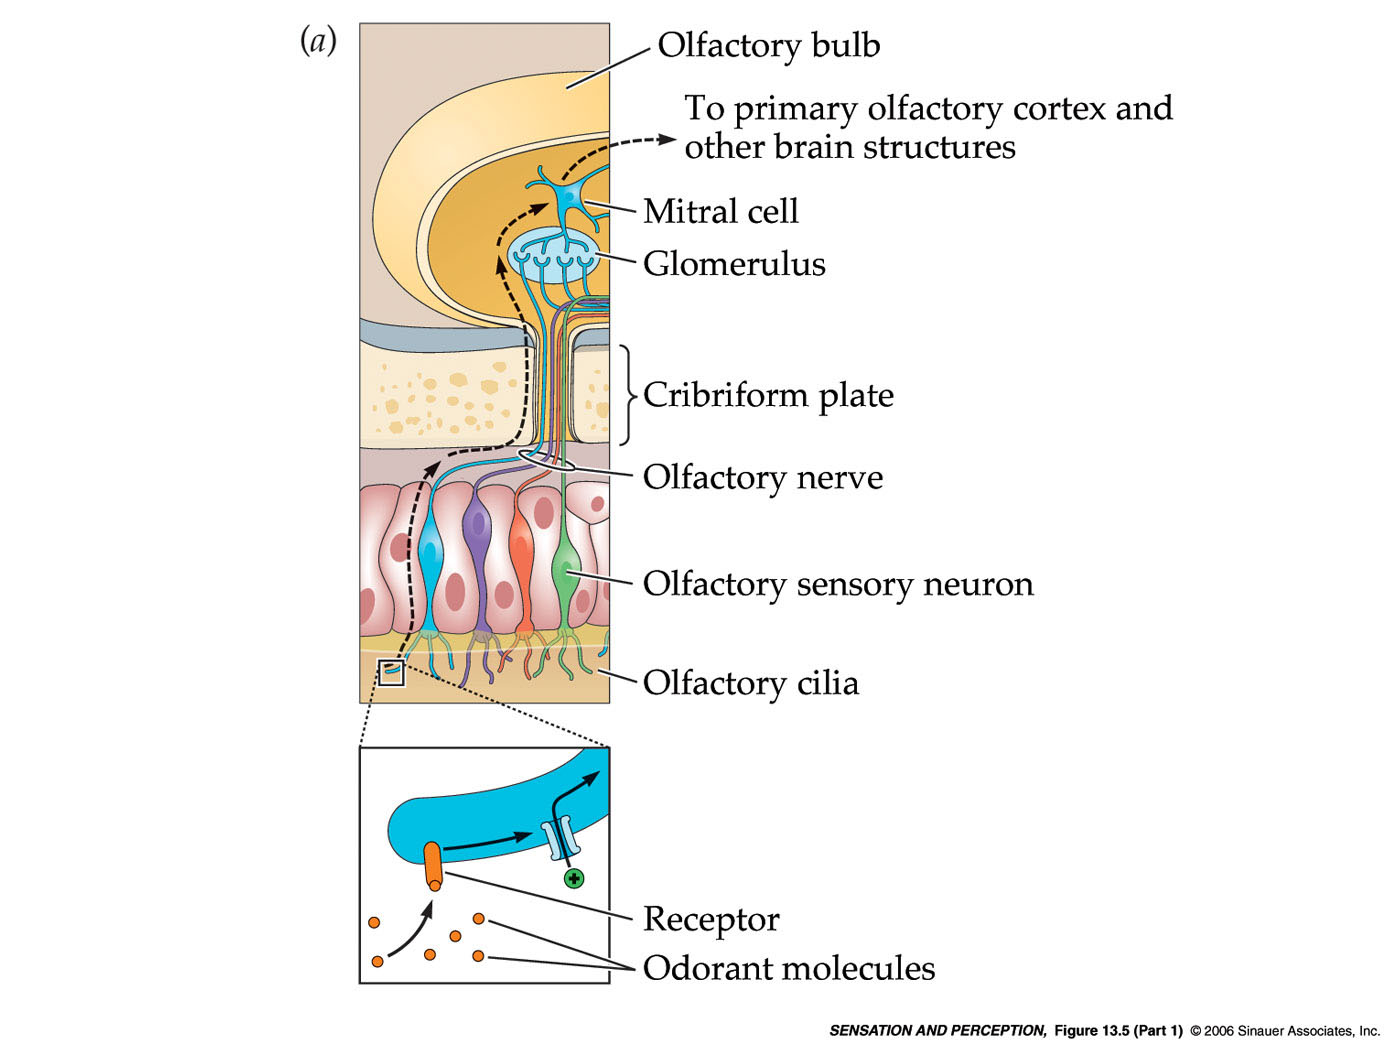 (a)
Olfactory bulb
To primary olfactory cortex and
other brain structures
Mitral cell
Glomerulus
Cribriform plate
Olfactory nerve
Olfactory sensory neuron
Olfactory cilia
+
Receptor
Odorant molecules
SENSATION AND PERCEPTION, Figure 13.5 (Part 1) © 2006 Sinauer Associates, Inc.